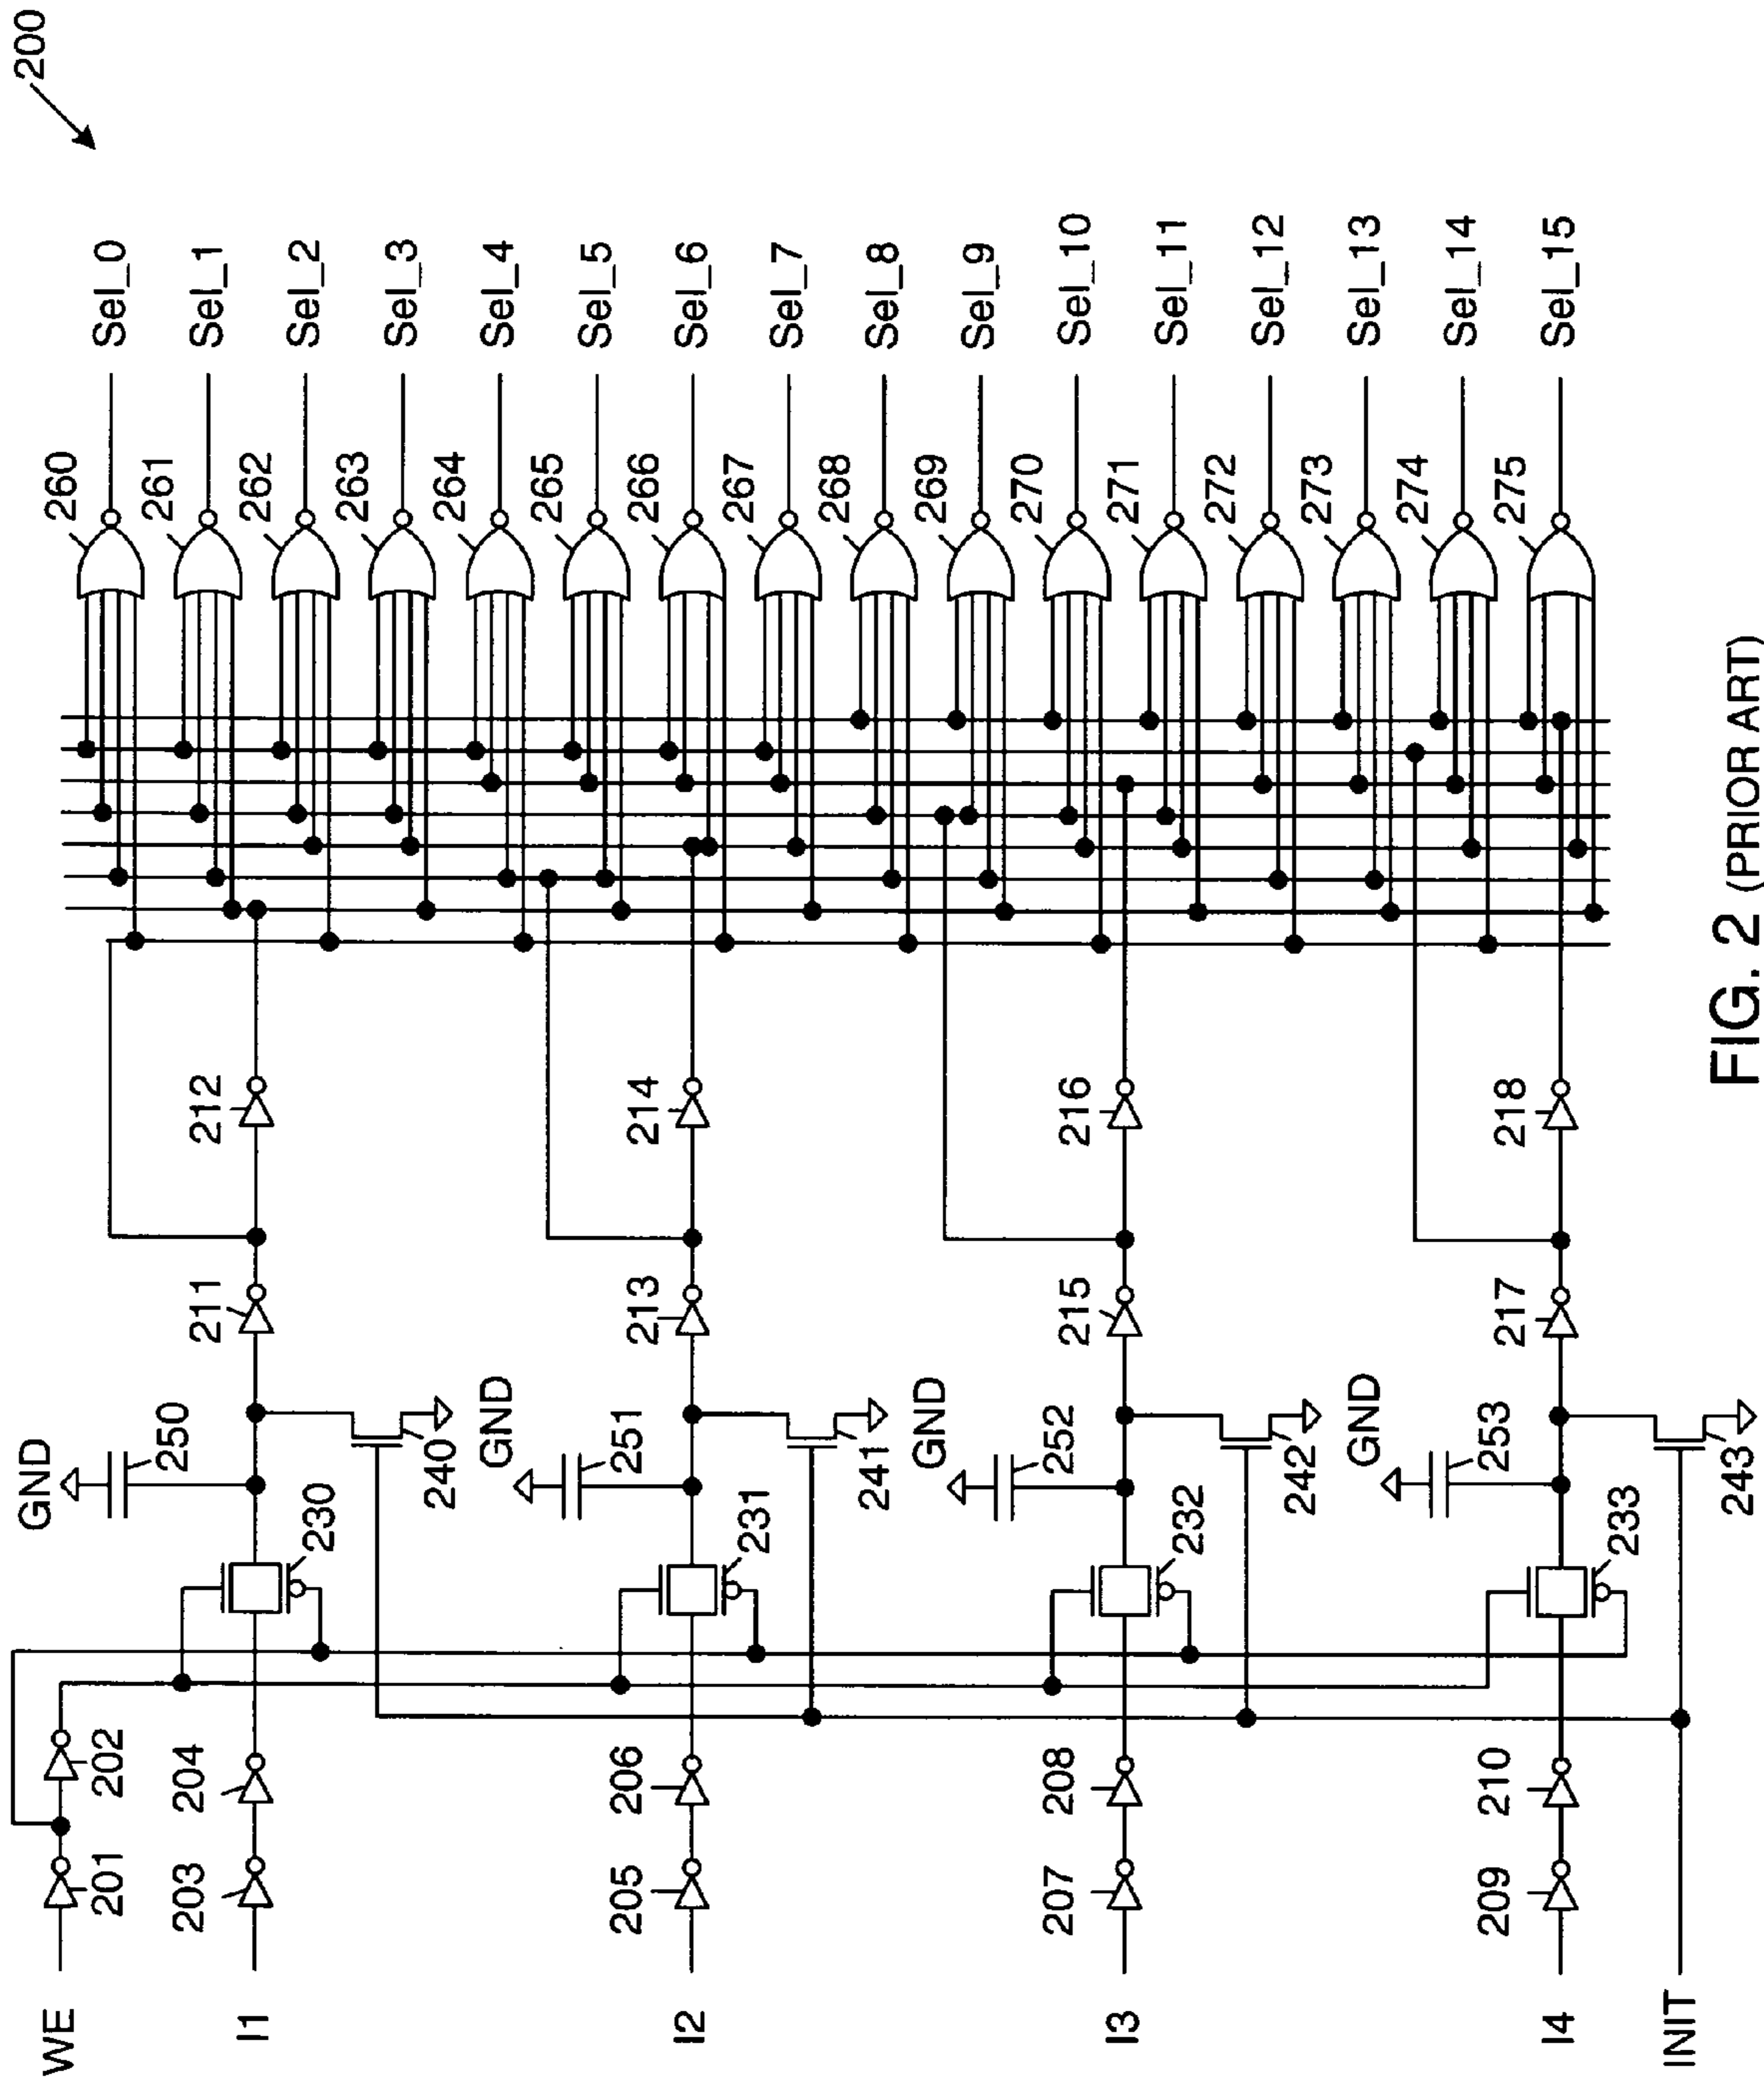 200
WE
201
202
I1
203
204
230
GND
250
240
211
212
I2
205
206
231
GND
251
241
213
214
I3
207
208
232
GND
252
242
215
216
I4
209
210
233
GND
253
243
217
218
INIT
260
Sel_0
261
Sel_1
262
Sel_2
263
Sel_3
264
Sel_4
265
Sel_5
266
Sel_6
267
Sel_7
268
Sel_8
269
Sel_9
270
Sel_10
271
Sel_11
272
Sel_12
273
Sel_13
274
Sel_14
275
Sel_15
FIG. 2 (PRIOR ART)